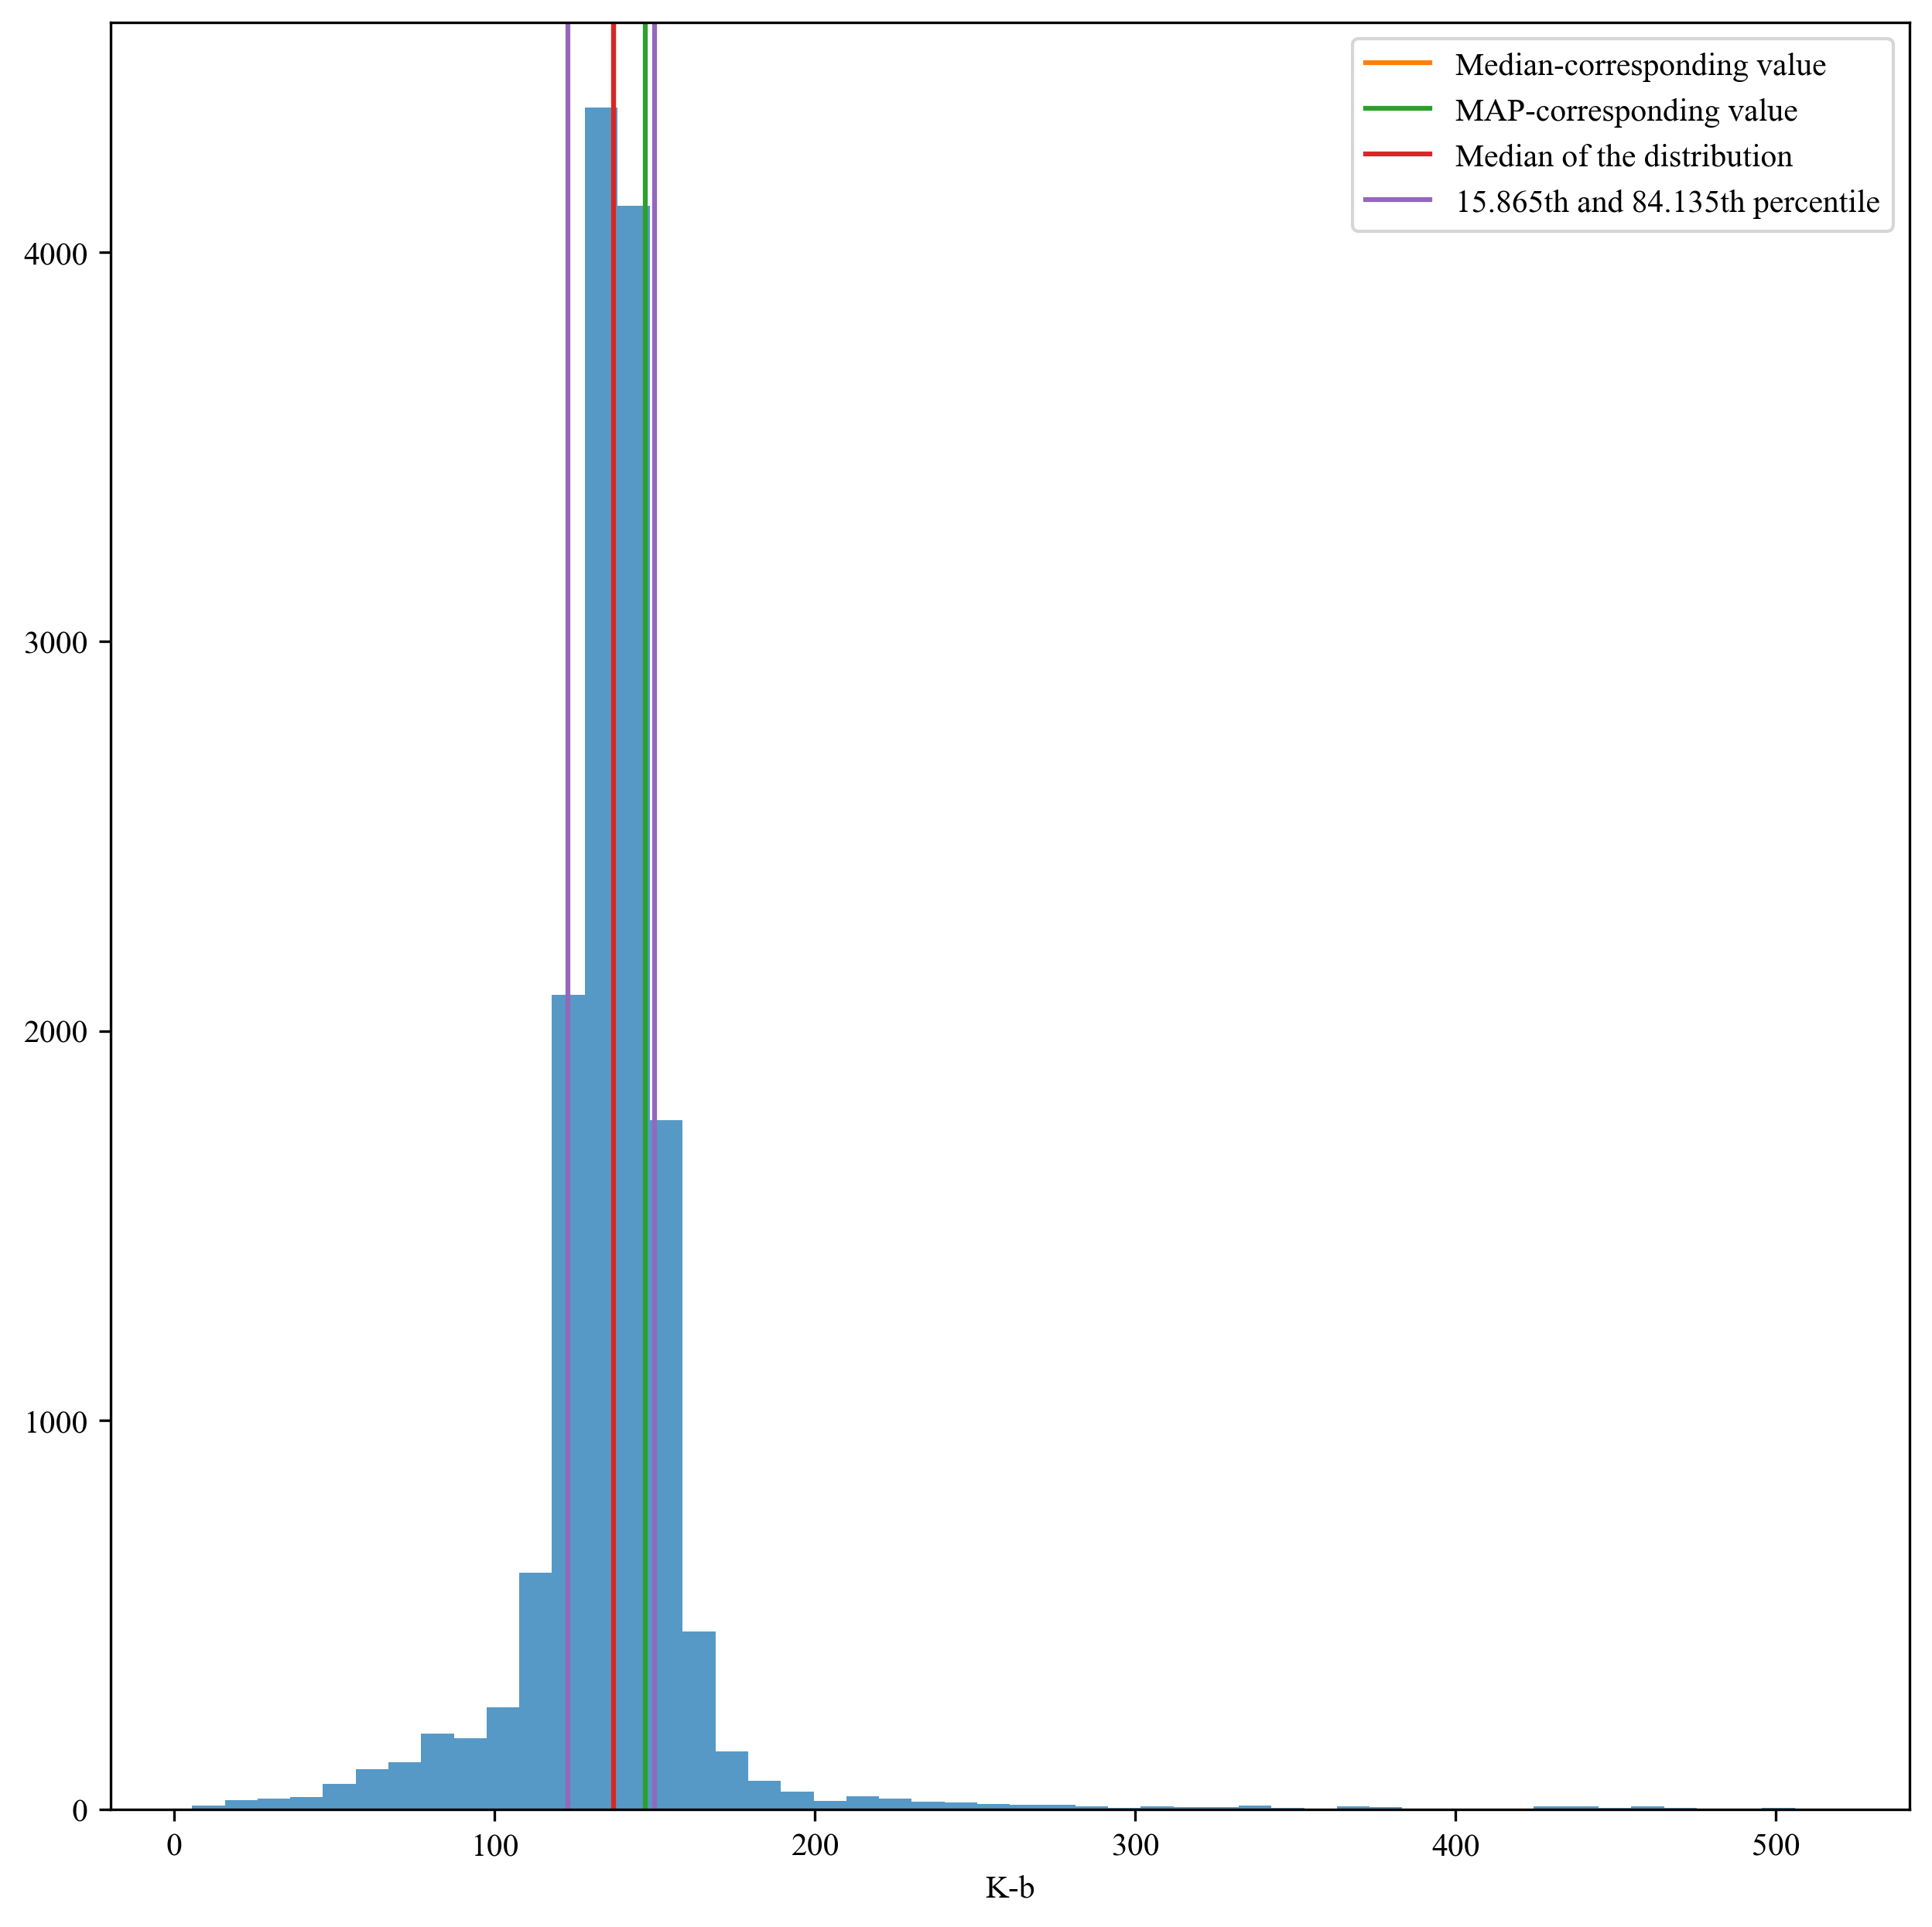 Median-corresponding value
MAP-corresponding value
Median of the distribution
15.865th and 84.135th percentile
4000
3000
2000
1000
0
0 100 200 300 400 500
K-b